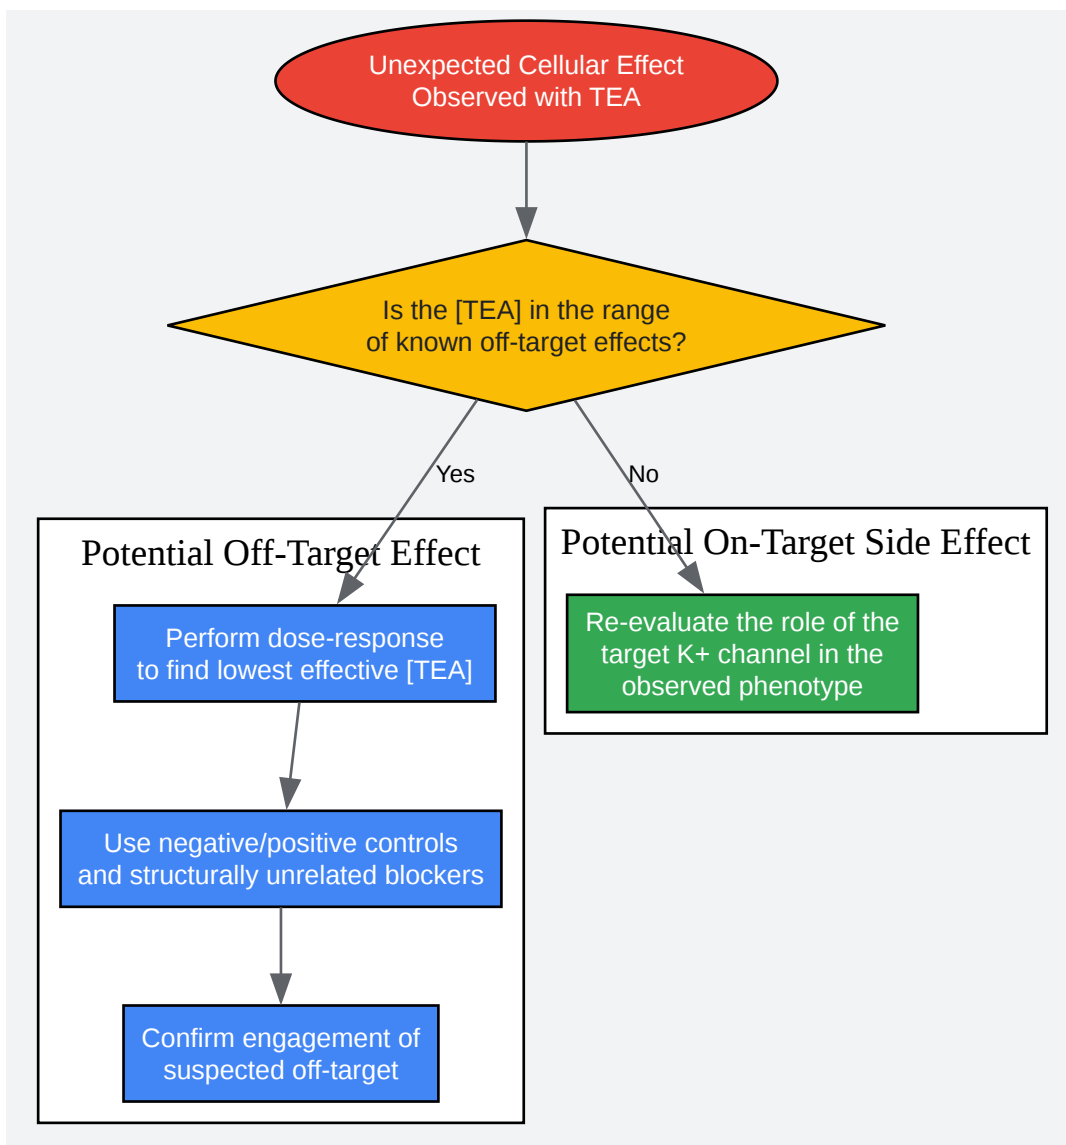 Unexpected Cellular Effect
Observed with TEA
Is the [TEA] in the range
of known off-target effects?
Yes
No
Potential Off-Target Effect
Perform dose-response
to find lowest effective [TEA]
Use negative/positive controls
and structurally unrelated blockers
Confirm engagement of
suspected off-target
Potential On-Target Side Effect
Re-evaluate the role of the
target K+ channel in the
observed phenotype